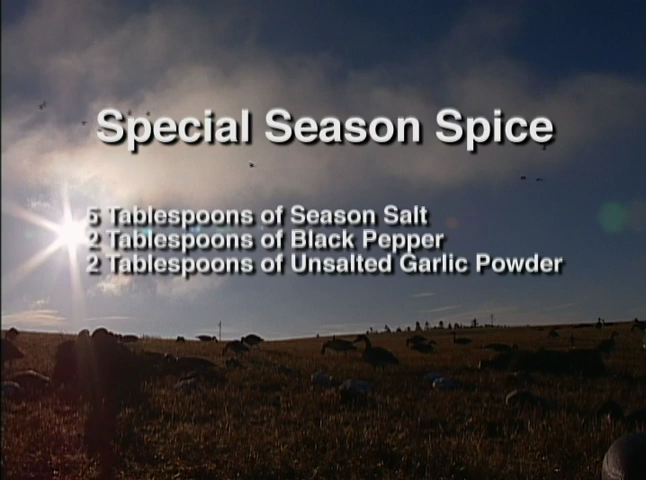 Special Season Spice
5 Tablespoons of Season Salt
2 Tablespoons of Black Pepper
2 Tablespoons of Unsalted Garlic Powder